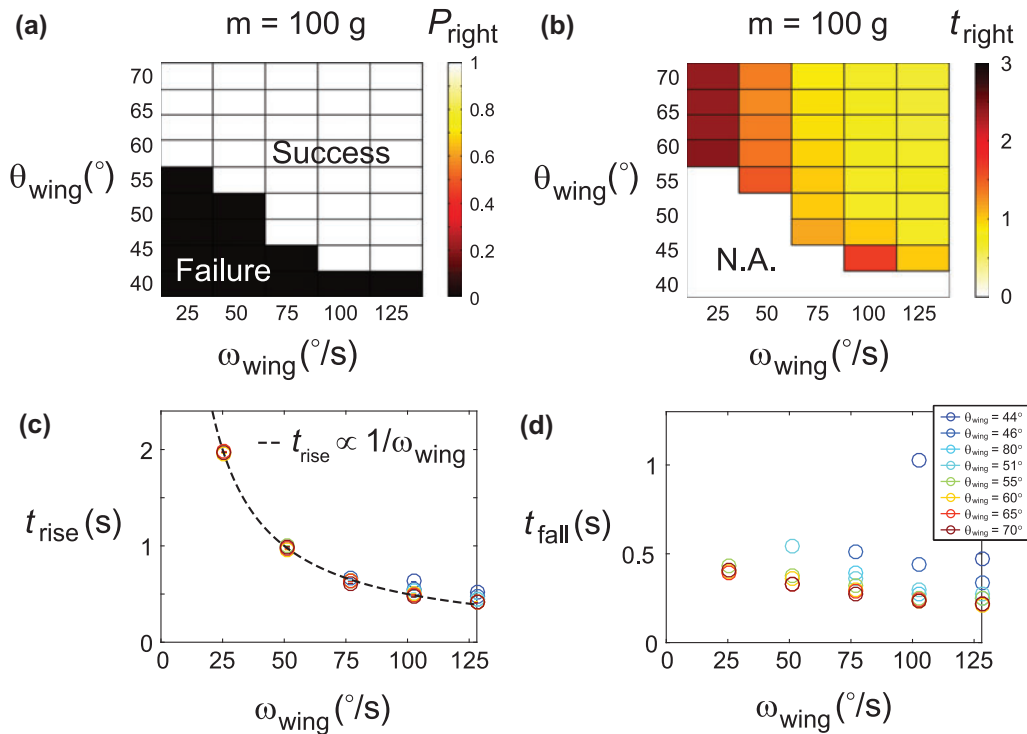 (a) m = 100 g P_right
70
65
60
55
50
45
40
θ_wing(°)
Success
Failure
1
0.8
0.6
0.4
0.2
0
25 50 75 100 125
ω_wing(°/s)
(b) m = 100 g t_right
70
65
60
55
50
45
40
θ_wing(°)
N.A.
3
2
1
0
25 50 75 100 125
ω_wing(°/s)
(c)
t_rise ∝ 1/ω_wing
2
1
0
t_rise(s)
0 25 50 75 100 125
ω_wing(°/s)
(d)
θ_wing = 44°
θ_wing = 46°
θ_wing = 80°
θ_wing = 51°
θ_wing = 55°
θ_wing = 60°
θ_wing = 65°
θ_wing = 70°
1
0.5
0
t_fall(s)
0 25 50 75 100 125
ω_wing(°/s)